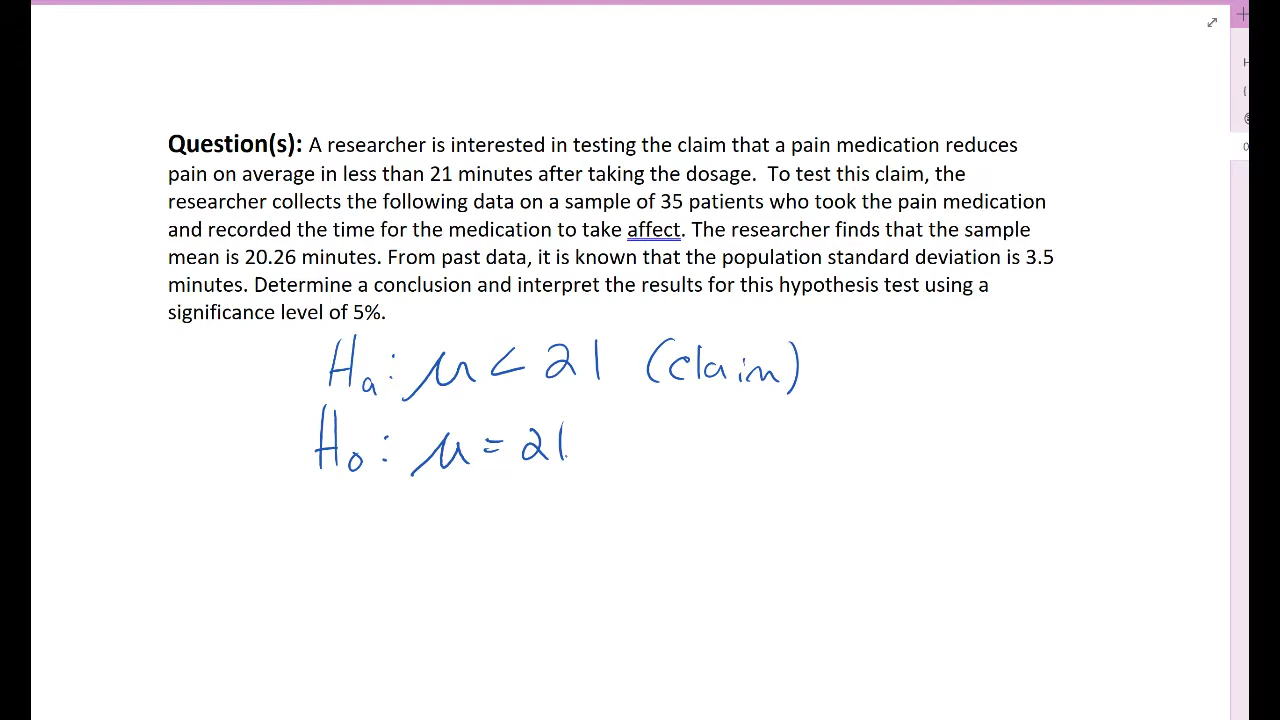 Question(s): A researcher is interested in testing the claim that a pain medication reduces
pain on average in less than 21 minutes after taking the dosage. To test this claim, the
researcher collects the following data on a sample of 35 patients who took the pain medication
and recorded the time for the medication to take affect. The researcher finds that the sample
mean is 20.26 minutes. From past data, it is known that the population standard deviation is 3.5
minutes. Determine a conclusion and interpret the results for this hypothesis test using a
significance level of 5%.
Hₐ: μ < 21 (claim)
H₀: μ = 21